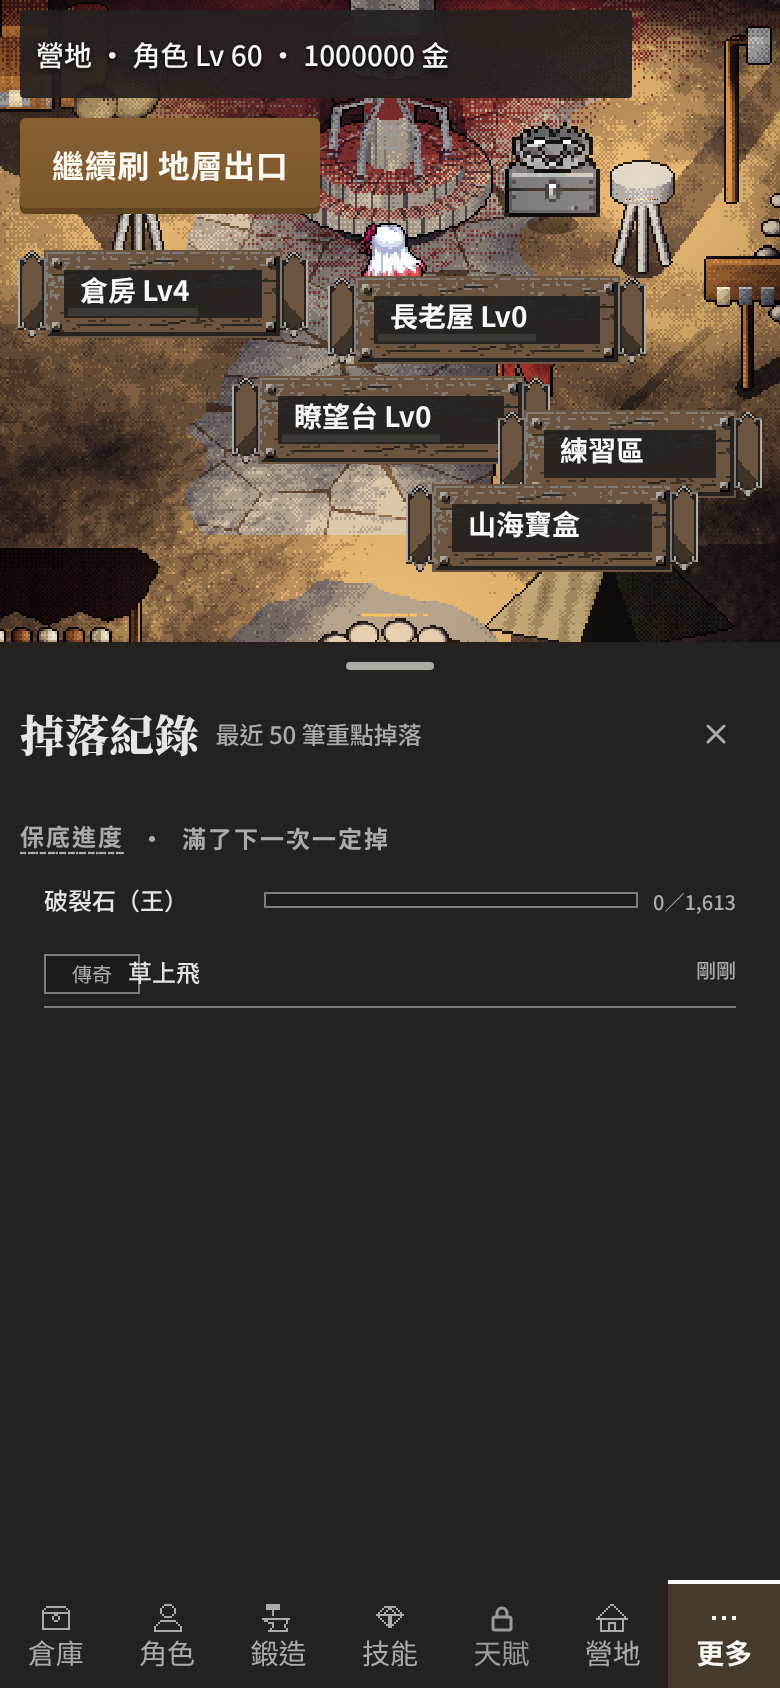 營地 · 角色 Lv 60 · 1000000 金
繼續刷 地層出口
倉房 Lv4
長老屋 Lv0
瞭望台 Lv0
練習區
山海寶盒
掉落紀錄 最近 50 筆重點掉落
保底進度 · 滿了下一次一定掉
破裂石（王） 0／1,613
傳奇 草上飛 剛剛
倉庫 角色 鍛造 技能 天賦 營地 更多